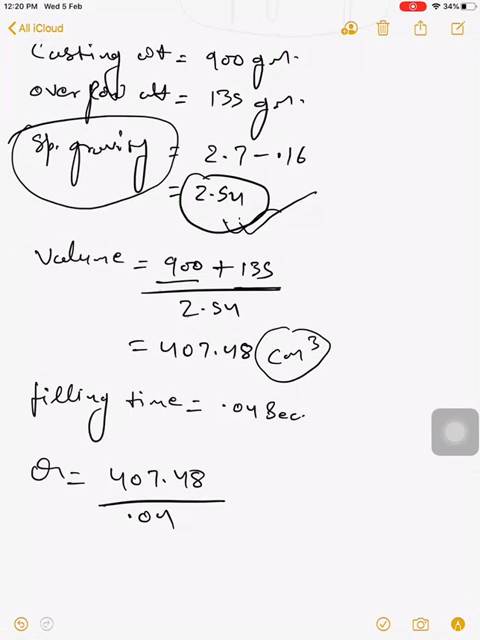 12:20 PM Wed 5 Feb 34%
All iCloud
Casting wt = 900 gm.
over flow wt = 135 gm.
Sp. gravity = 2.7 - .16
= 2.54
Volume = 900 + 135
2.54
= 407.48 cm³
filling time = .04 Sec.
= 407.48
.04